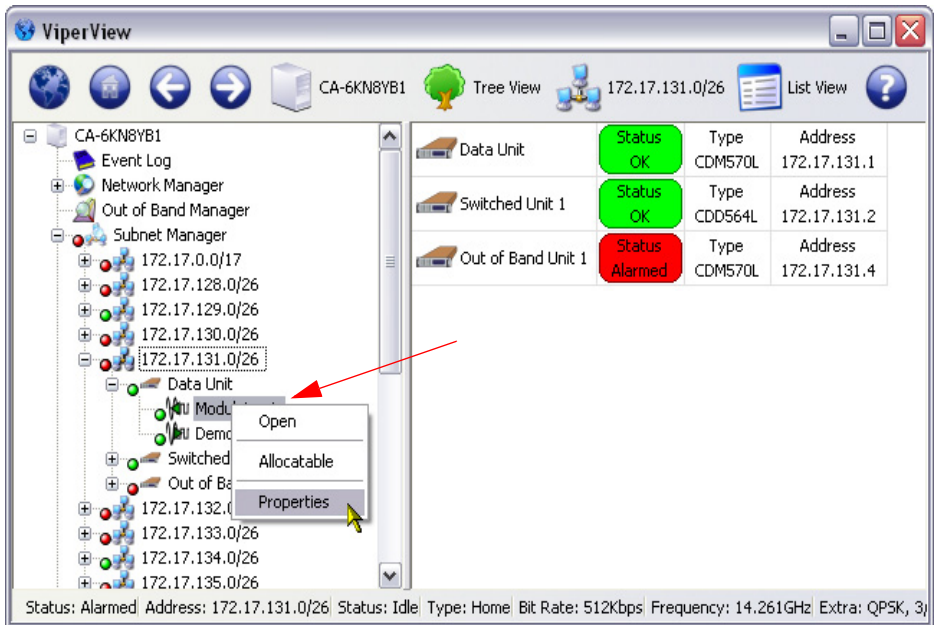 ViperView
CA-6KN8YB1 Tree View 172.17.131.0/26 List View ?
CA-6KN8YB1
Event Log
Network Manager
Out of Band Manager
Subnet Manager
172.17.0.0/17
172.17.128.0/26
172.17.129.0/26
172.17.130.0/26
172.17.131.0/26
Data Unit
Switched
172.17.133.0/26
172.17.134.0/26
172.17.135.0/26
Open
Allocatable
Properties
Data Unit Status OK Type CDM570L Address 172.17.131.1
Switched Unit 1 Status OK Type CDD564L Address 172.17.131.2
Out of Band Unit 1 Status Alarmed Type CDM570L Address 172.17.131.4
Status: Alarmed Address: 172.17.131.0/26 Status: Idle Type: Home Bit Rate: 512Kbps Frequency: 14.261GHz Extra: QPSK,